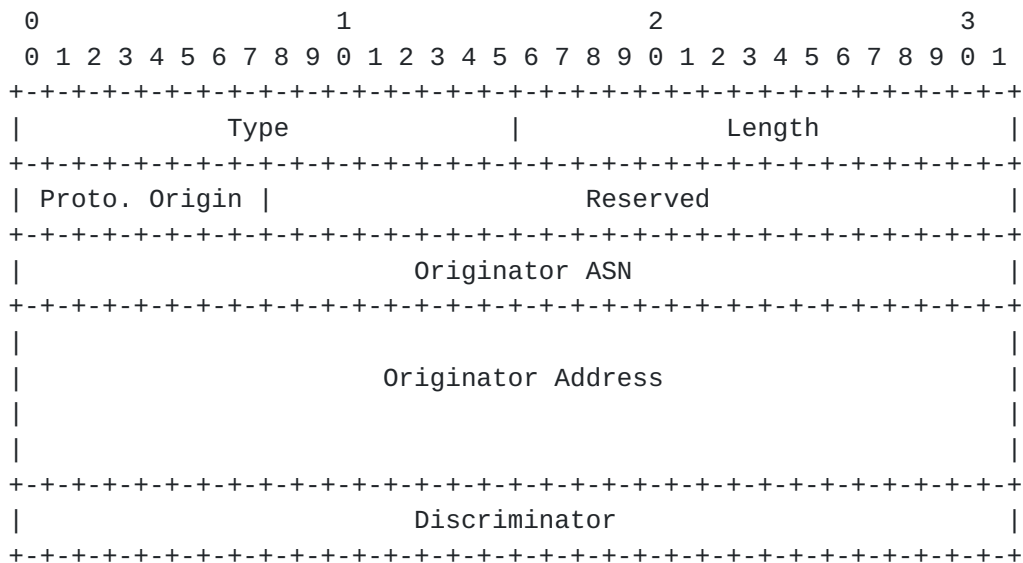 0                   1                   2                   3
 0 1 2 3 4 5 6 7 8 9 0 1 2 3 4 5 6 7 8 9 0 1 2 3 4 5 6 7 8 9 0 1
+-+-+-+-+-+-+-+-+-+-+-+-+-+-+-+-+-+-+-+-+-+-+-+-+-+-+-+-+-+-+-+-+
|             Type              |             Length            |
+-+-+-+-+-+-+-+-+-+-+-+-+-+-+-+-+-+-+-+-+-+-+-+-+-+-+-+-+-+-+-+-+
| Proto. Origin |                    Reserved                   |
+-+-+-+-+-+-+-+-+-+-+-+-+-+-+-+-+-+-+-+-+-+-+-+-+-+-+-+-+-+-+-+-+
|                         Originator ASN                        |
+-+-+-+-+-+-+-+-+-+-+-+-+-+-+-+-+-+-+-+-+-+-+-+-+-+-+-+-+-+-+-+-+
|                                                               |
|                       Originator Address                      |
|                                                               |
|                                                               |
+-+-+-+-+-+-+-+-+-+-+-+-+-+-+-+-+-+-+-+-+-+-+-+-+-+-+-+-+-+-+-+-+
|                         Discriminator                         |
+-+-+-+-+-+-+-+-+-+-+-+-+-+-+-+-+-+-+-+-+-+-+-+-+-+-+-+-+-+-+-+-+